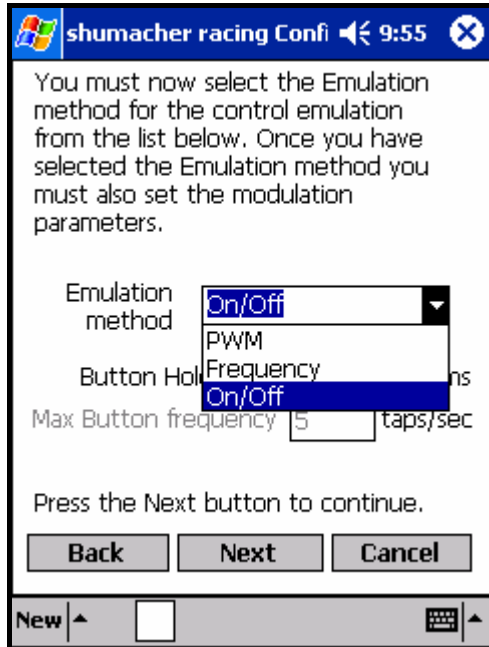 shumacher racing Confi 9:55
You must now select the Emulation
method for the control emulation
from the list below. Once you have
selected the Emulation method you
must also set the modulation
parameters.
Emulation
method
On/Off
PWM
Frequency
On/Off
Button Hol ms
Max Button frequency 5 taps/sec
Press the Next button to continue.
Back Next Cancel
New